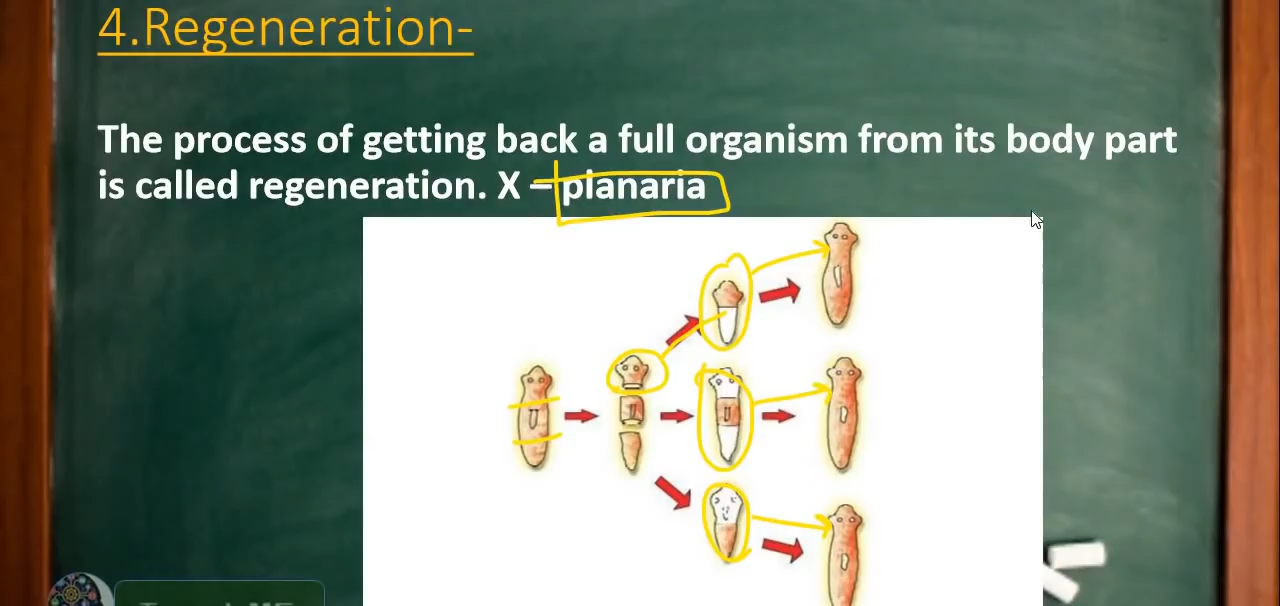 4.Regeneration-
The process of getting back a full organism from its body part
is called regeneration. X – planaria